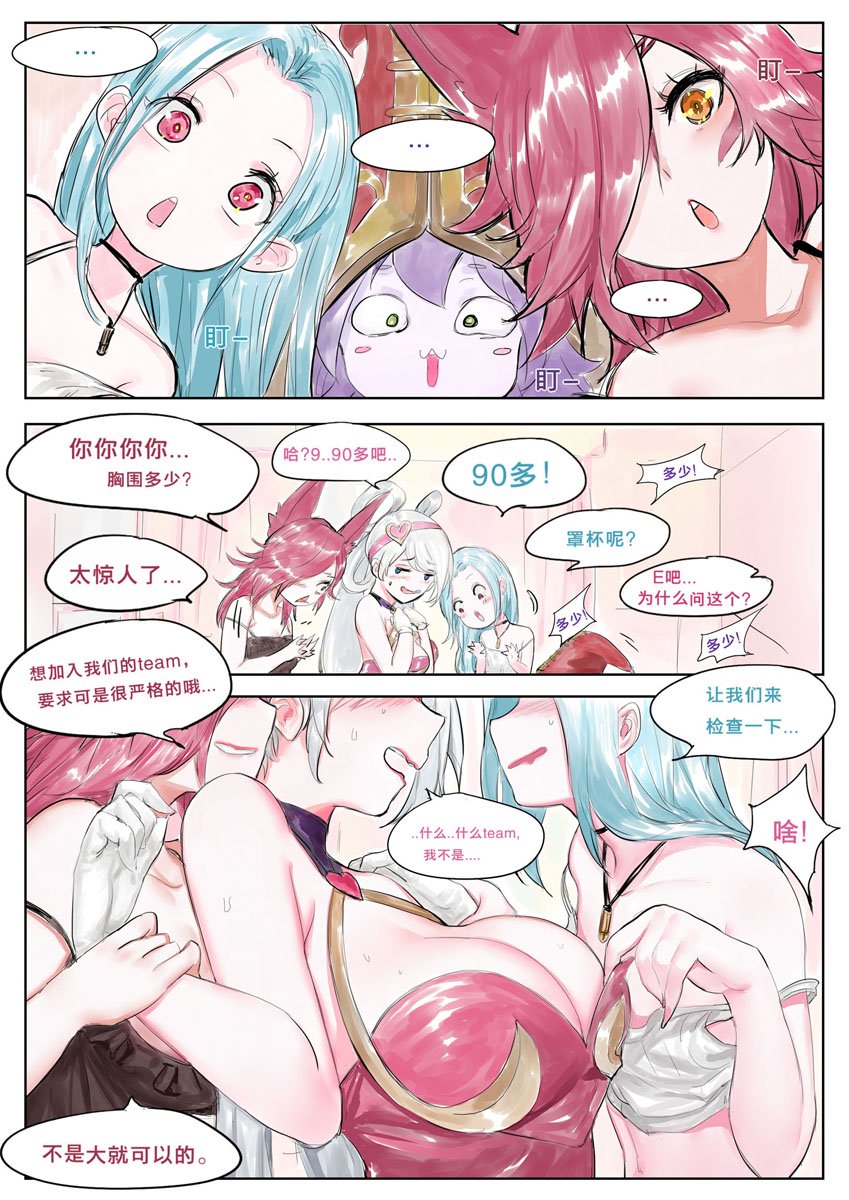 ...
盯-
...
...
盯-
盯-
你你你你...
胸围多少?
哈?9..90多吧..
90多!
多少!
罩杯呢?
太惊人了...
E吧...
为什么问这个?
多少!
多少!
想加入我们的team,
要求可是很严格的哦...
让我们来
检查一下...
..什么..什么team,
我不是....
啥!
不是大就可以的。